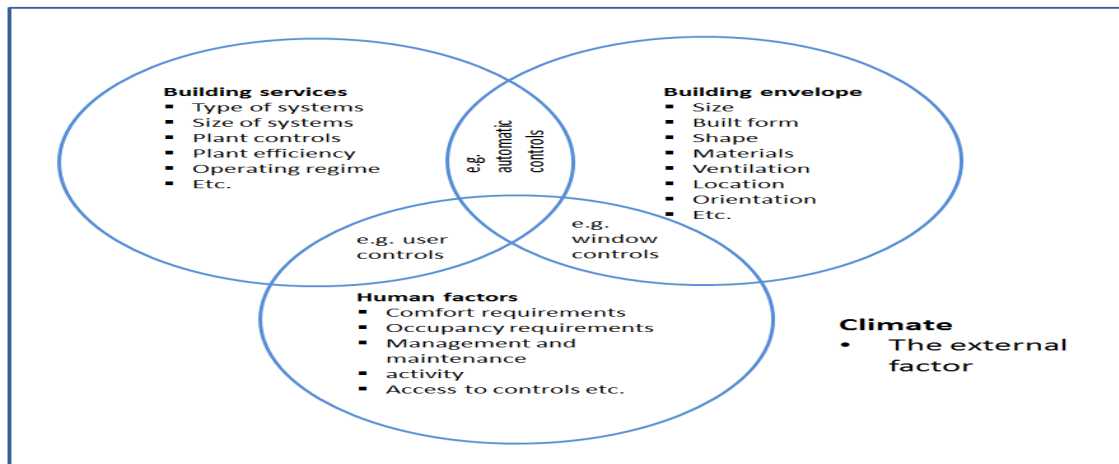 Building services
▪ Type of systems
▪ Size of systems
▪ Plant controls
▪ Plant efficiency
▪ Operating regime
▪ Etc.
e.g.
automatic
controls
Building envelope
▪ Size
▪ Built form
▪ Shape
▪ Materials
▪ Ventilation
▪ Location
▪ Orientation
▪ Etc.
e.g. user
controls
e.g.
window
controls
Human factors
▪ Comfort requirements
▪ Occupancy requirements
▪ Management and
maintenance
▪ activity
▪ Access to controls etc.
Climate
• The external
factor